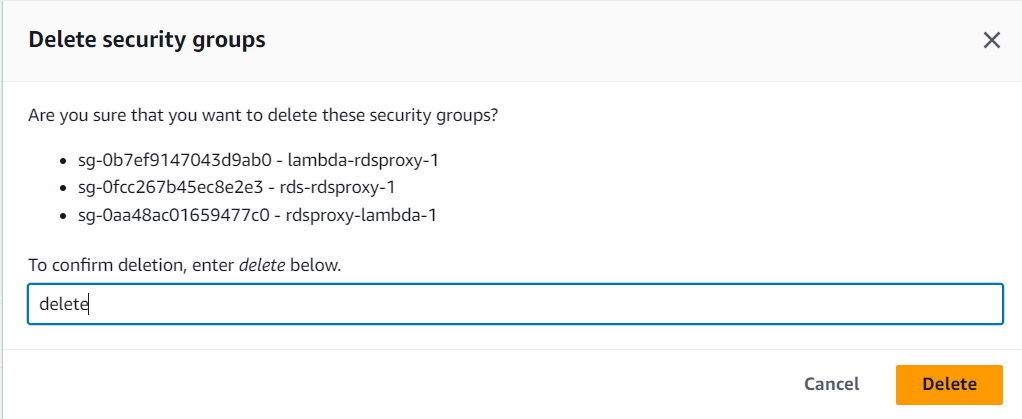 Delete security groups
Are you sure that you want to delete these security groups?
• sg-0b7ef9147043d9ab0 - lambda-rdsproxy-1
• sg-0fcc267b45ec8e2e3 - rds-rdsproxy-1
• sg-0aa48ac01659477c0 - rdsproxy-lambda-1
To confirm deletion, enter delete below.
delete
Cancel Delete